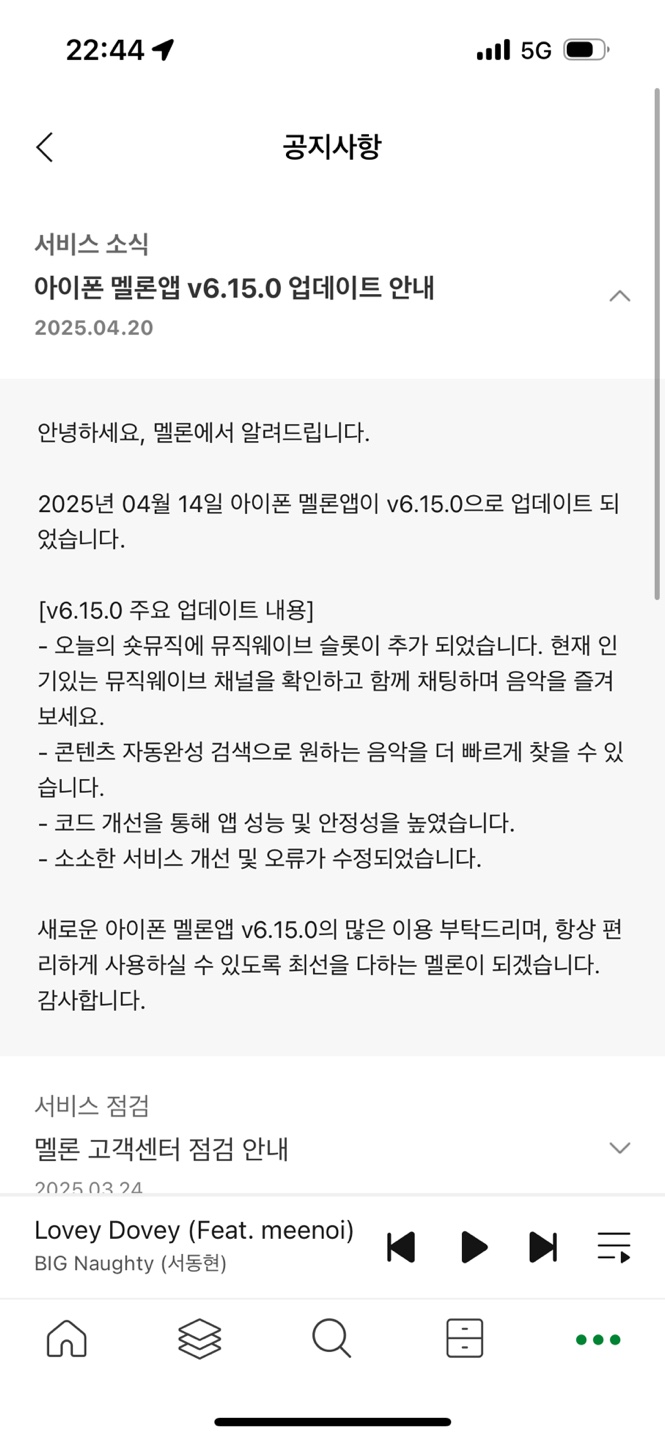 22:44
5G
공지사항
서비스 소식
아이폰 멜론앱 v6.15.0 업데이트 안내
2025.04.20
안녕하세요, 멜론에서 알려드립니다.
2025년 04월 14일 아이폰 멜론앱이 v6.15.0으로 업데이트 되
었습니다.
[v6.15.0 주요 업데이트 내용]
- 오늘의 숏뮤직에 뮤직웨이브 슬롯이 추가 되었습니다. 현재 인
기있는 뮤직웨이브 채널을 확인하고 함께 채팅하며 음악을 즐겨
보세요.
- 콘텐츠 자동완성 검색으로 원하는 음악을 더 빠르게 찾을 수 있
습니다.
- 코드 개선을 통해 앱 성능 및 안정성을 높였습니다.
- 소소한 서비스 개선 및 오류가 수정되었습니다.
새로운 아이폰 멜론앱 v6.15.0의 많은 이용 부탁드리며, 항상 편
리하게 사용하실 수 있도록 최선을 다하는 멜론이 되겠습니다.
감사합니다.
서비스 점검
멜론 고객센터 점검 안내
2025.03.24
Lovey Dovey (Feat. meenoi)
BIG Naughty (서동현)